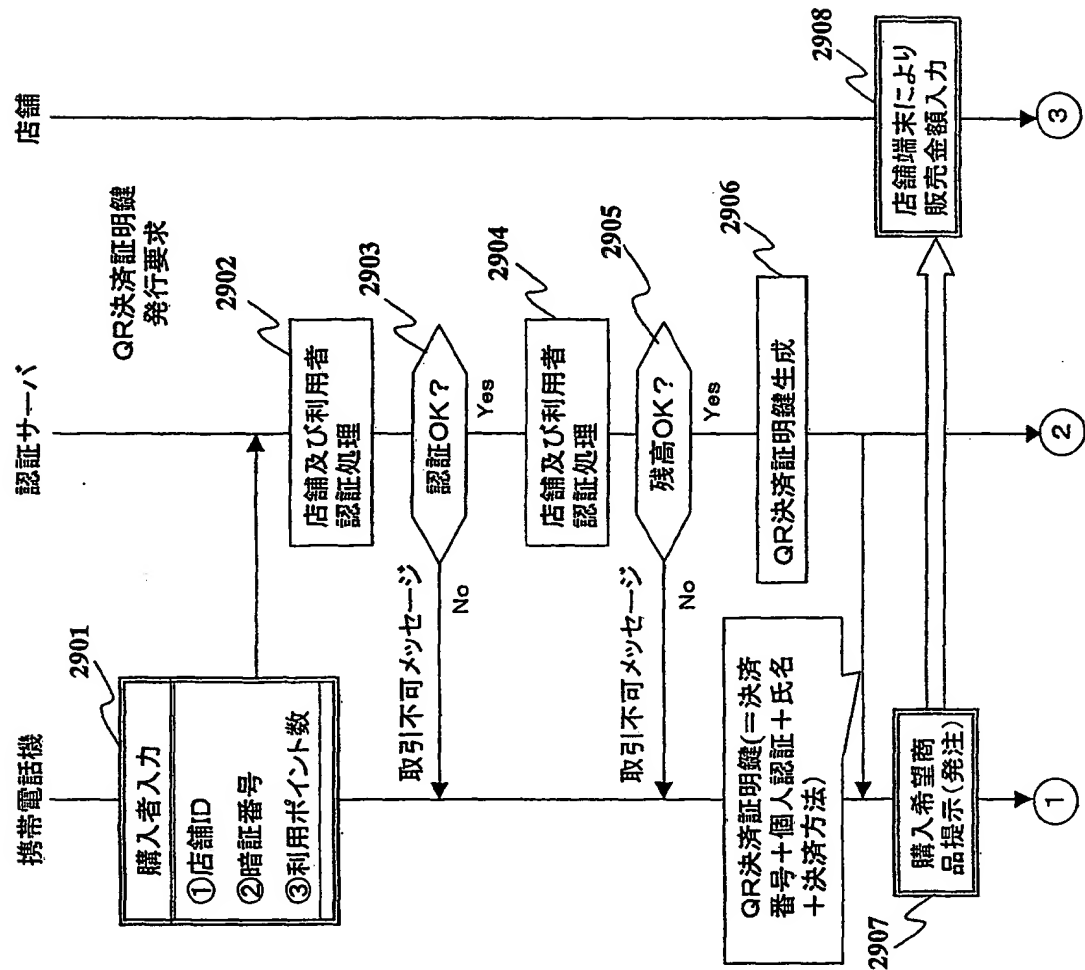 携帯電話機
認証サーバ
店舗
2901
購入者入力
①店舗ID
②暗証番号
③利用ポイント数
QR決済証明鍵
発行要求
2902
店舗及び利用者
認証処理
2903
認証OK?
Yes
No
取引不可メッセージ
2904
店舗及び利用者
認証処理
2905
残高OK?
Yes
No
取引不可メッセージ
2906
QR決済証明鍵生成
QR決済証明鍵(=決済
番号+個人認証+氏名
+決済方法)
2907
購入希望商
品提示(発注)
2908
店舗端末により
販売金額入力
①
②
③